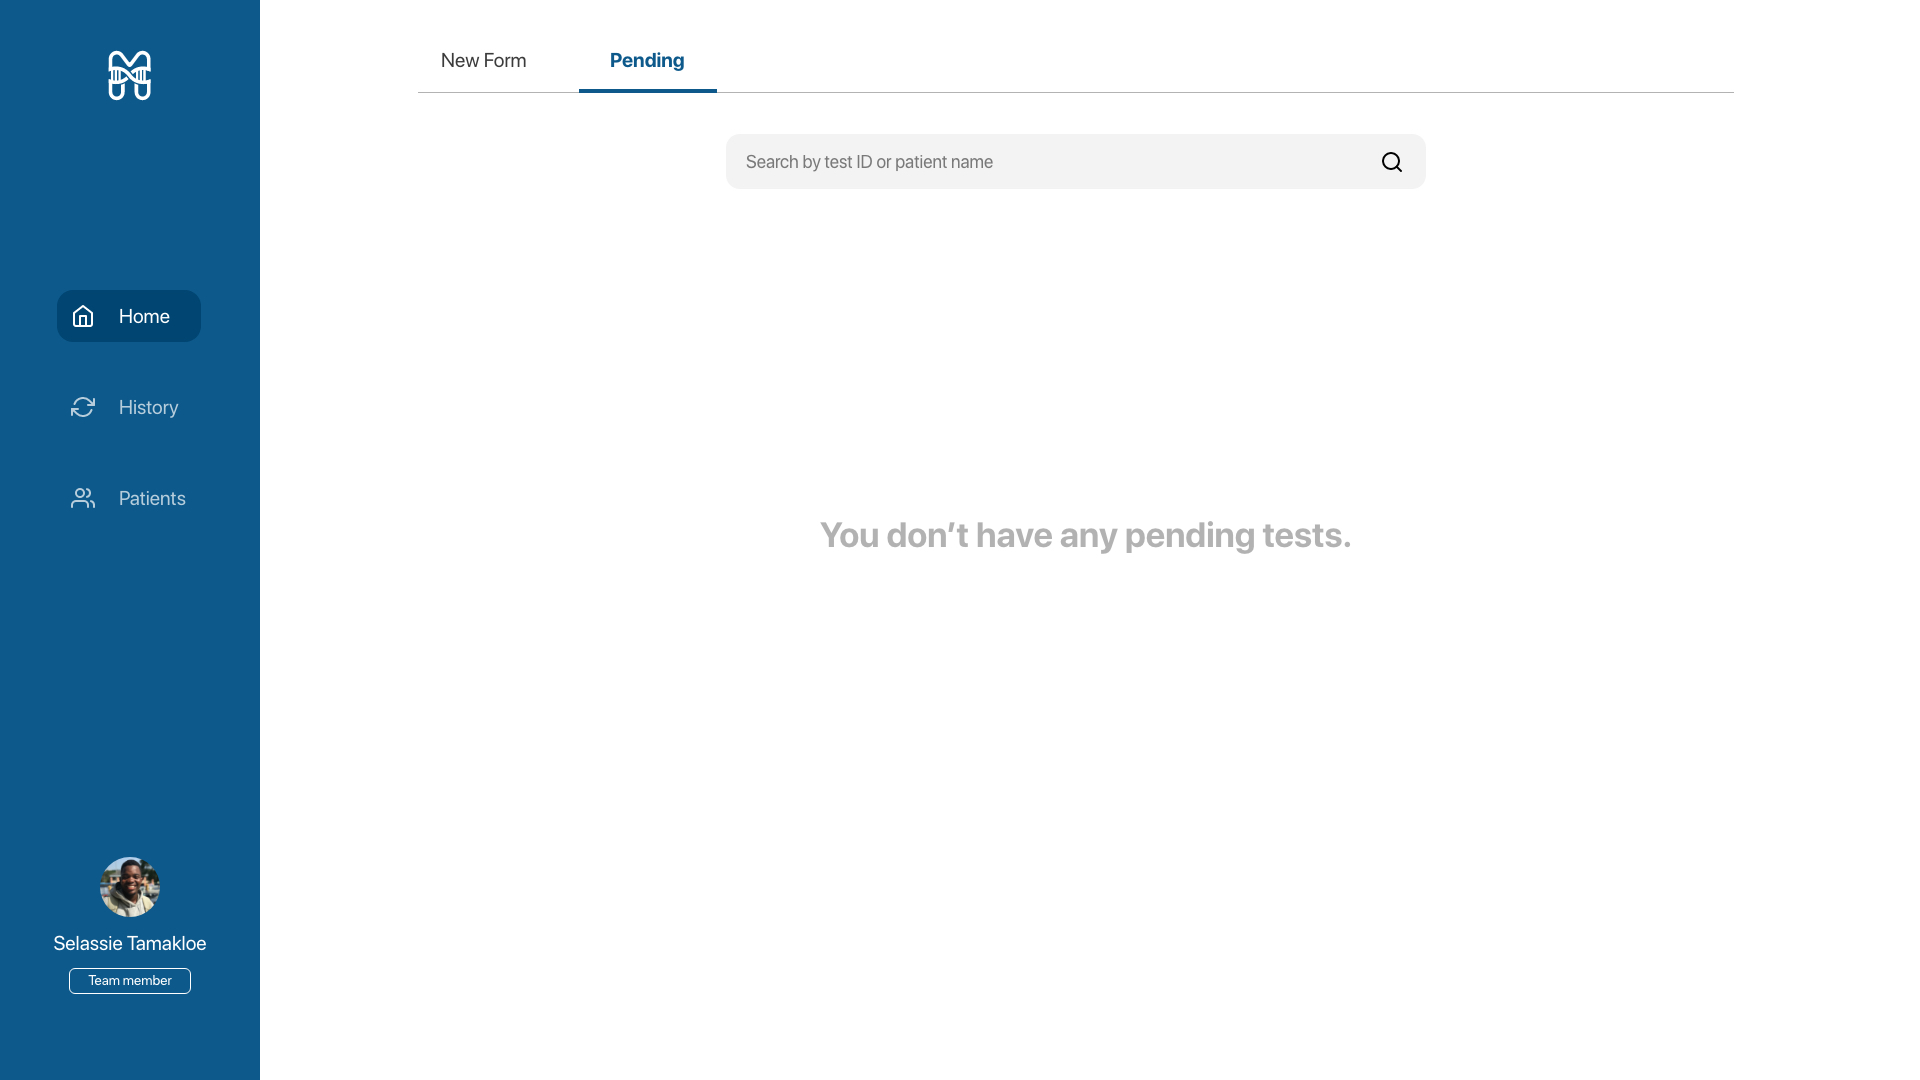 New Form
Pending
Search by test ID or patient name
Home
History
Patients
You don’t have any pending tests.
Selassie Tamakloe
Team member